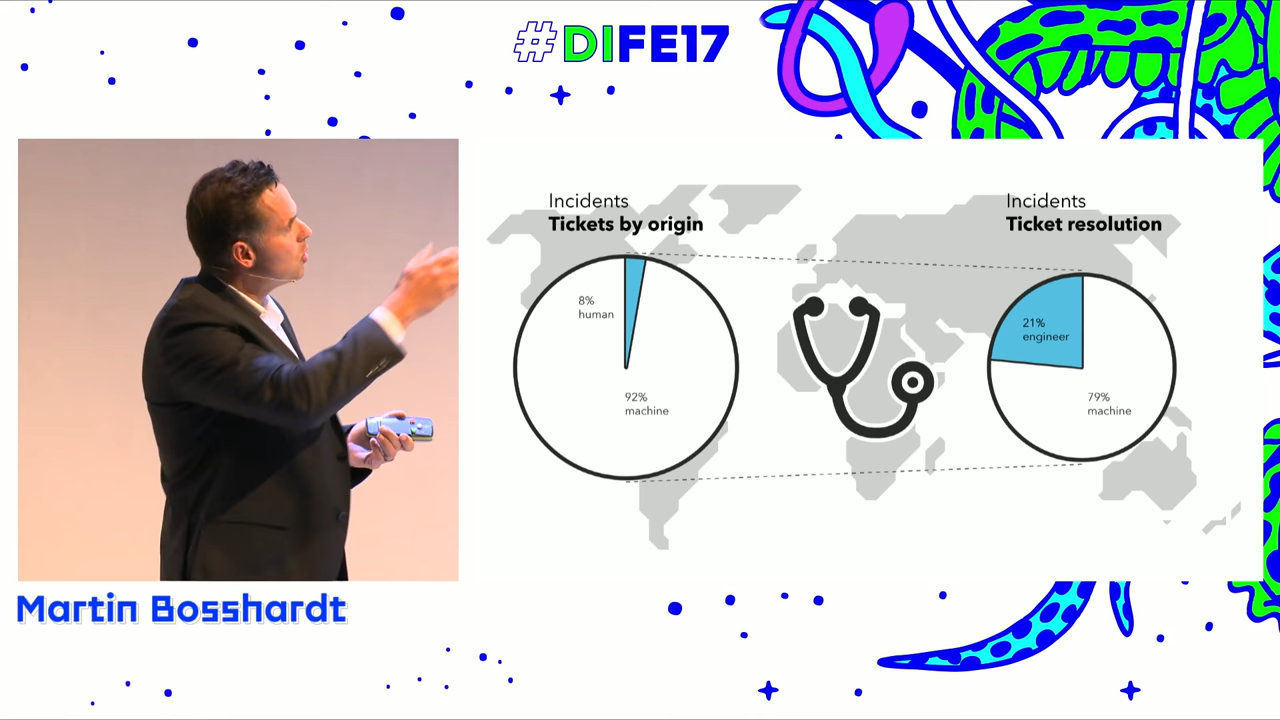 #DIFE17
Incidents
Tickets by origin
8%
human
92%
machine
Incidents
Ticket resolution
21%
engineer
79%
machine
Martin Bosshardt